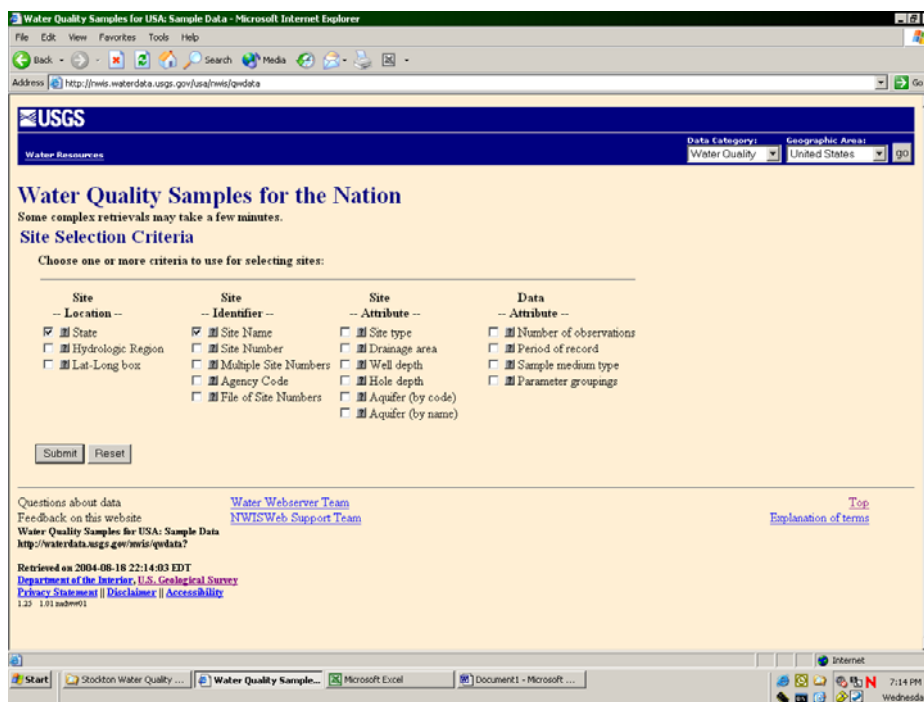 Water Quality Samples for USA: Sample Data - Microsoft Internet Explorer
File Edit View Favorites Tools Help
Back Search Media
Address http://nwis.waterdata.usgs.gov/usa/nwis/qwdata Go
USGS
Data Category: Geographic Area:
Water Resources Water Quality United States go
Water Quality Samples for the Nation
Some complex retrievals may take a few minutes.
Site Selection Criteria
Choose one or more criteria to use for selecting sites:
Site Site Site Data
-- Location -- -- Identifier -- -- Attribute -- -- Attribute --
State Site Name Site type Number of observations
Hydrologic Region Site Number Drainage area Period of record
Lat-Long box Multiple Site Numbers Well depth Sample medium type
Agency Code Hole depth Parameter groupings
File of Site Numbers Aquifer (by code)
Aquifer (by name)
Submit Reset
Questions about data Water Webserver Team Top
Feedback on this website NWISWeb Support Team Explanation of terms
Water Quality Samples for USA: Sample Data
http://waterdata.usgs.gov/nwis/qwdata?
Retrieved on 2004-08-18 22:14:03 EDT
Department of the Interior, U.S. Geological Survey
Privacy Statement || Disclaimer || Accessibility
1.25 1.01
Internet
Start Stockton Water Quality ... Water Quality Sample... Microsoft Excel Document1 - Microsoft ... 7:14 PM
Wednesda